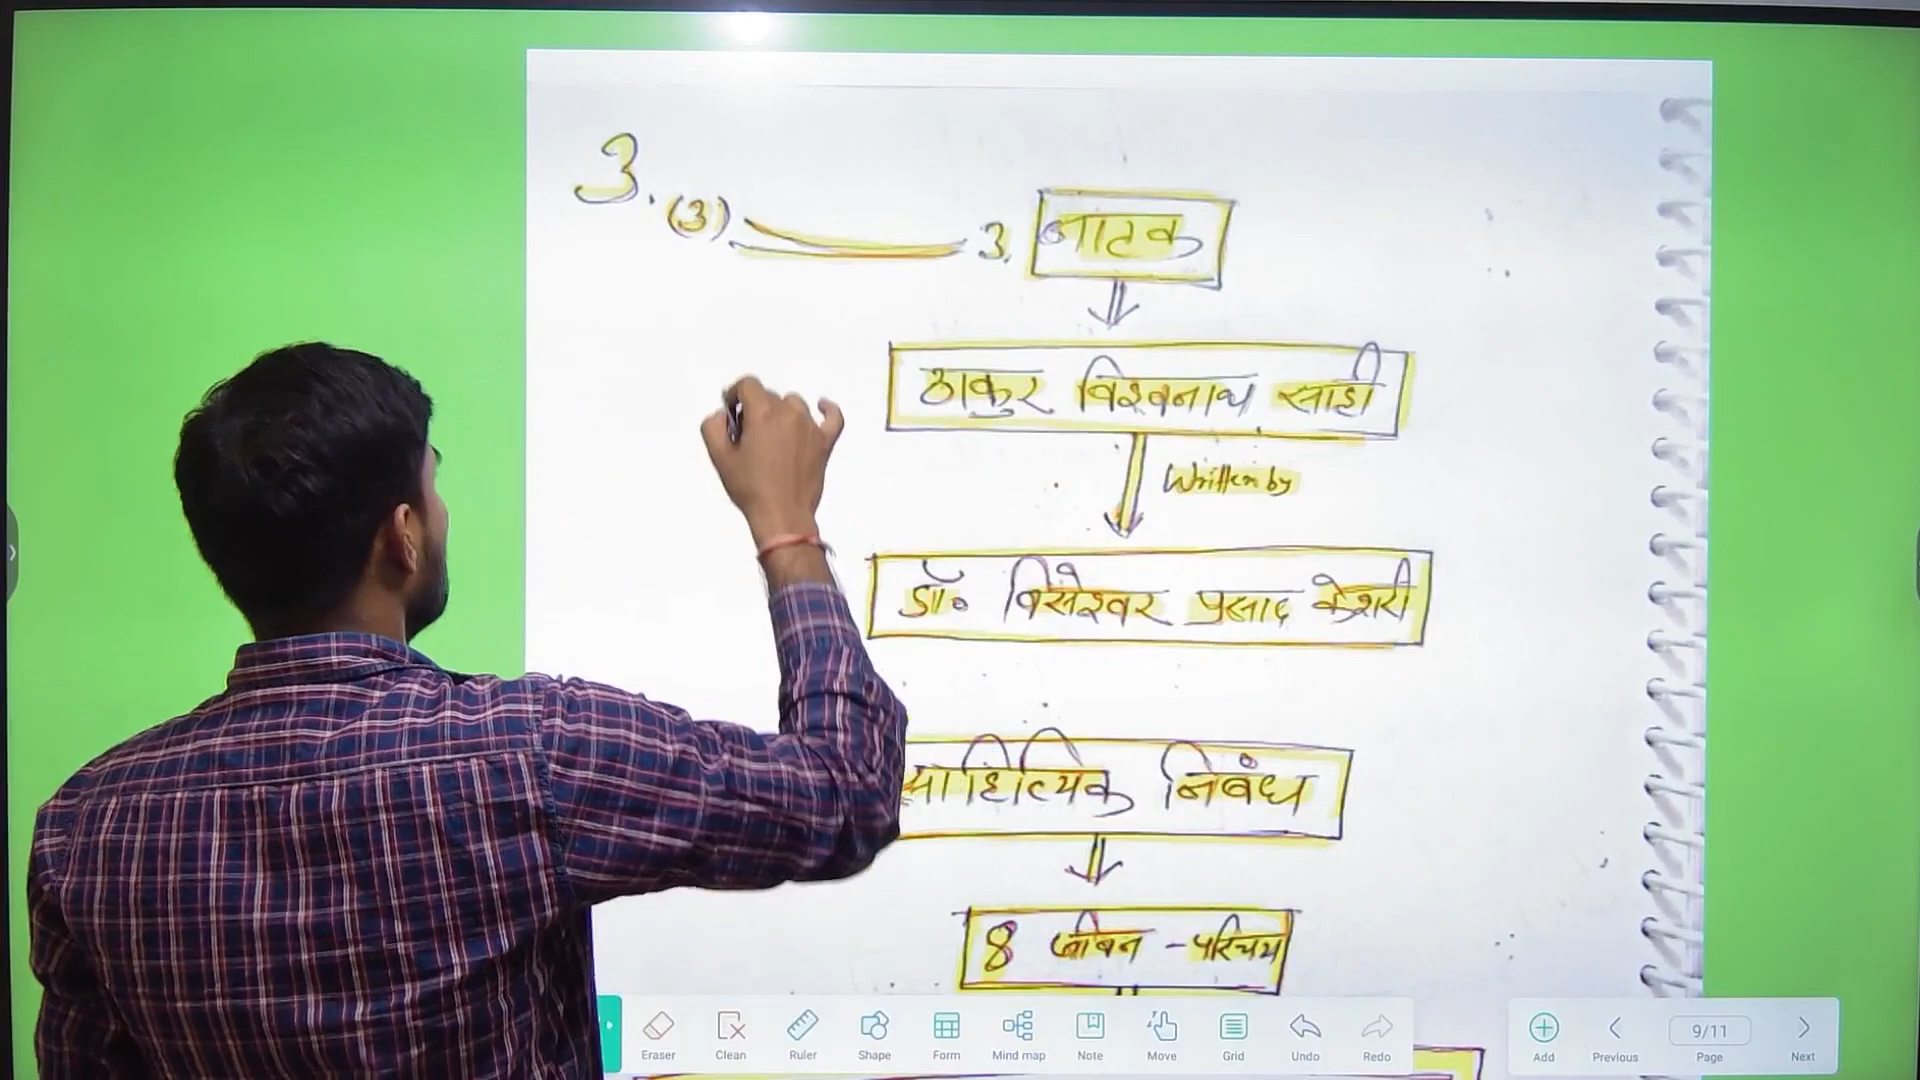 3. (3) 3. नाटक
ठाकुर विश्वनाथ साही
Written by
डॉ॰ विसेश्वर प्रसाद केशरी
साहित्यिक निबंध
8 जीवन - परिचय
Eraser Clean Ruler Shape Form Mind map Note Move Grid Undo Redo
Add Previous 9/11 Page Next